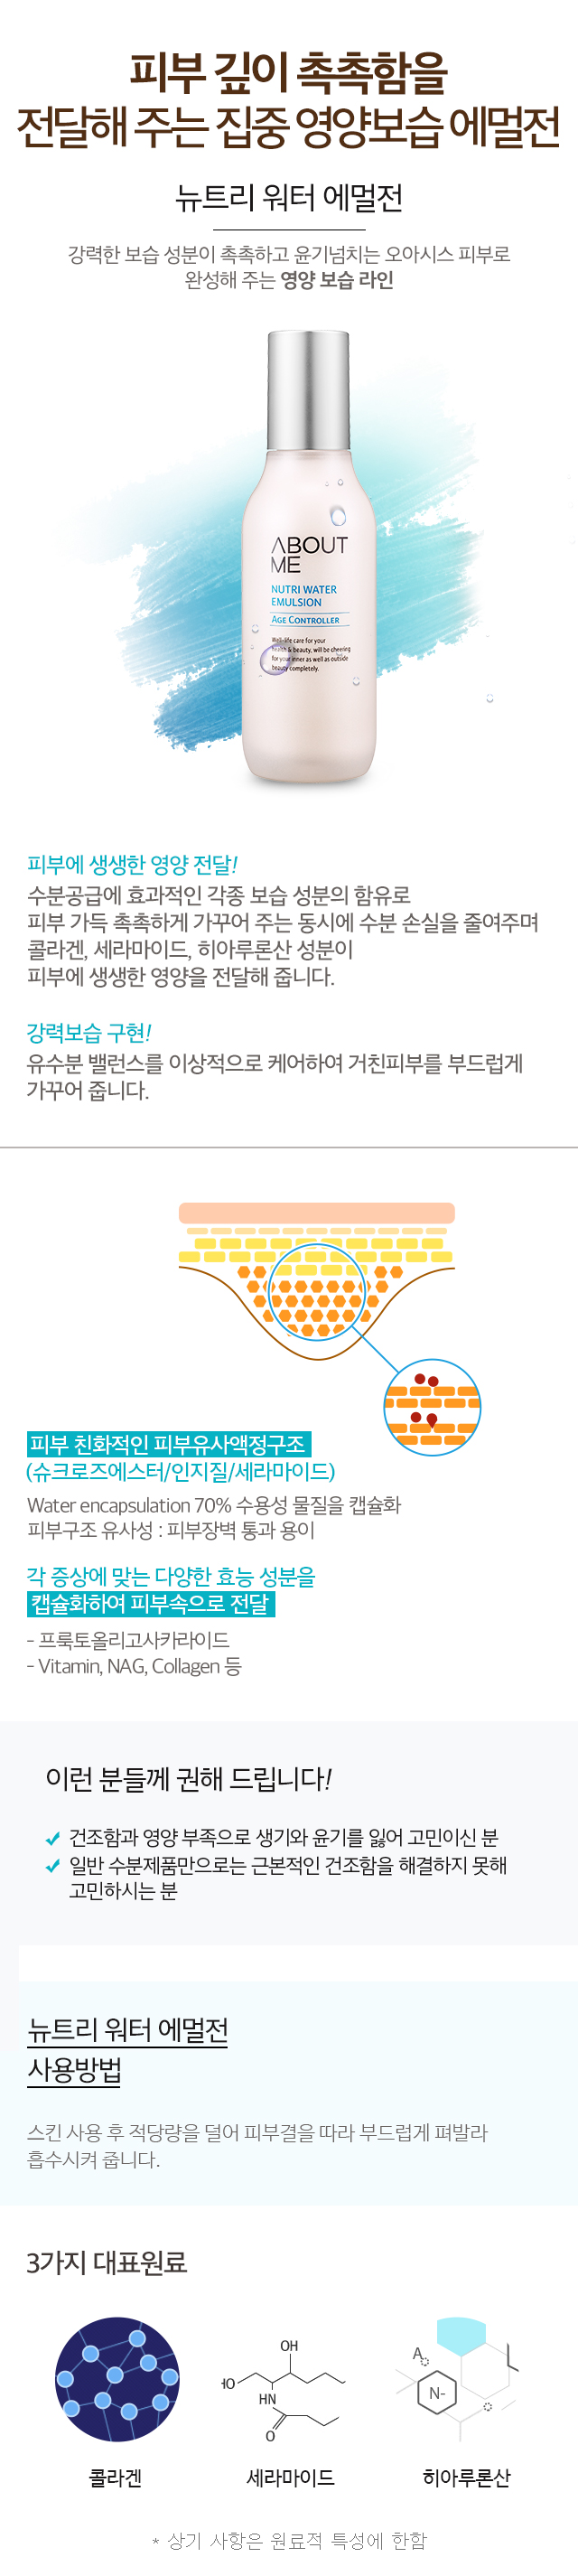 피부 깊이 촉촉함을
전달해 주는 집중 영양보습 에멀전
뉴트리 워터 에멀전
강력한 보습 성분이 촉촉하고 윤기넘치는 오아시스 피부로
완성해 주는 영양 보습 라인
ABOUT
ME
NUTRI WATER
EMULSION
AGE CONTROLLER
Well-life care for your
health & beauty, will be cheering
for your inner as well as outside
beauty completely.
피부에 생생한 영양 전달!
수분공급에 효과적인 각종 보습 성분의 함유로
피부 가득 촉촉하게 가꾸어 주는 동시에 수분 손실을 줄여주며
콜라겐, 세라마이드, 히아루론산 성분이
피부에 생생한 영양을 전달해 줍니다.
강력보습 구현!
유수분 밸런스를 이상적으로 케어하여 거친피부를 부드럽게
가꾸어 줍니다.
피부 친화적인 피부유사액정구조
(슈크로즈에스터/인지질/세라마이드)
Water encapsulation 70% 수용성 물질을 캡슐화
피부구조 유사성 : 피부장벽 통과 용이
각 증상에 맞는 다양한 효능 성분을
캡슐화하여 피부속으로 전달
- 프룩토올리고사카라이드
- Vitamin, NAG, Collagen 등
이런 분들께 권해 드립니다!
건조함과 영양 부족으로 생기와 윤기를 잃어 고민이신 분
일반 수분제품만으로는 근본적인 건조함을 해결하지 못해
고민하시는 분
뉴트리 워터 에멀전
사용방법
스킨 사용 후 적당량을 덜어 피부결을 따라 부드럽게 펴발라
흡수시켜 줍니다.
3가지 대표원료
OH
HO
HN
O
A
N-
콜라겐 세라마이드 히아루론산
* 상기 사항은 원료적 특성에 한함